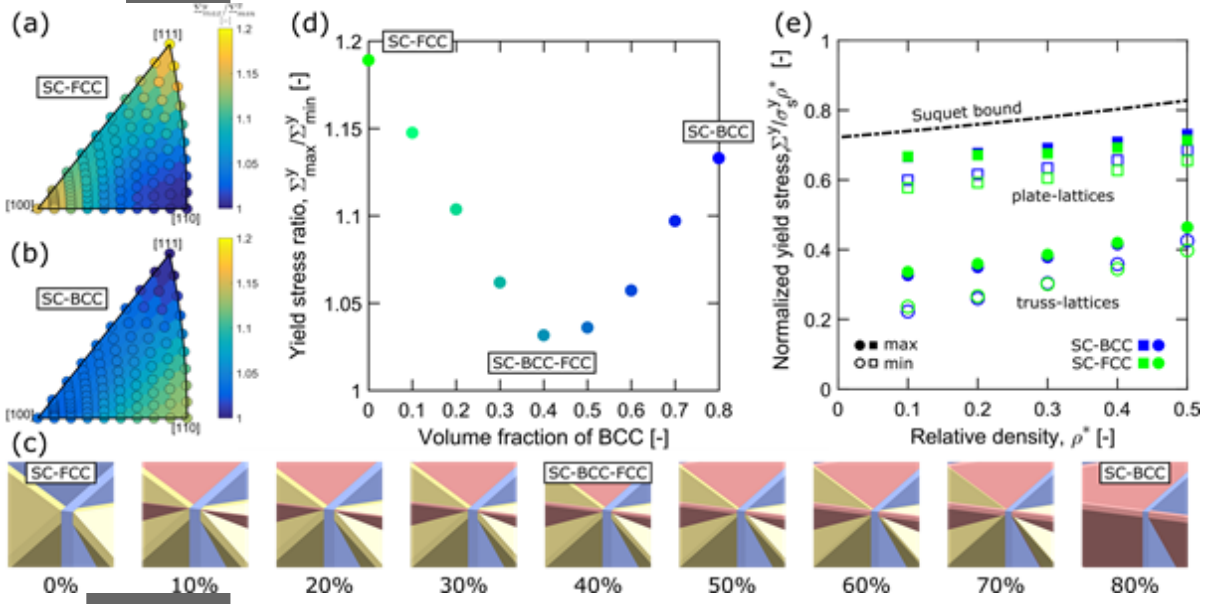 (a)
[111]
SC-FCC
[100]
[110]
1.2
1.15
1.1
1.05
1
(b)
[111]
SC-BCC
[100]
[110]
1.2
1.15
1.1
1.05
1
(d)
Yield stress ratio, Σ^y_max/Σ^y_min [-]
1.2
1.15
1.1
1.05
1
SC-FCC
SC-BCC
SC-BCC-FCC
0 0.1 0.2 0.3 0.4 0.5 0.6 0.7 0.8
Volume fraction of BCC [-]
(e)
Normalized yield stress, Σ^y/σ^y_s ρ* [-]
1
0.8
0.6
0.4
0.2
0
Suquet bound
plate-lattices
truss-lattices
max
min
SC-BCC
SC-FCC
0 0.1 0.2 0.3 0.4 0.5
Relative density, ρ* [-]
(c)
SC-FCC
SC-BCC-FCC
SC-BCC
0% 10% 20% 30% 40% 50% 60% 70% 80%